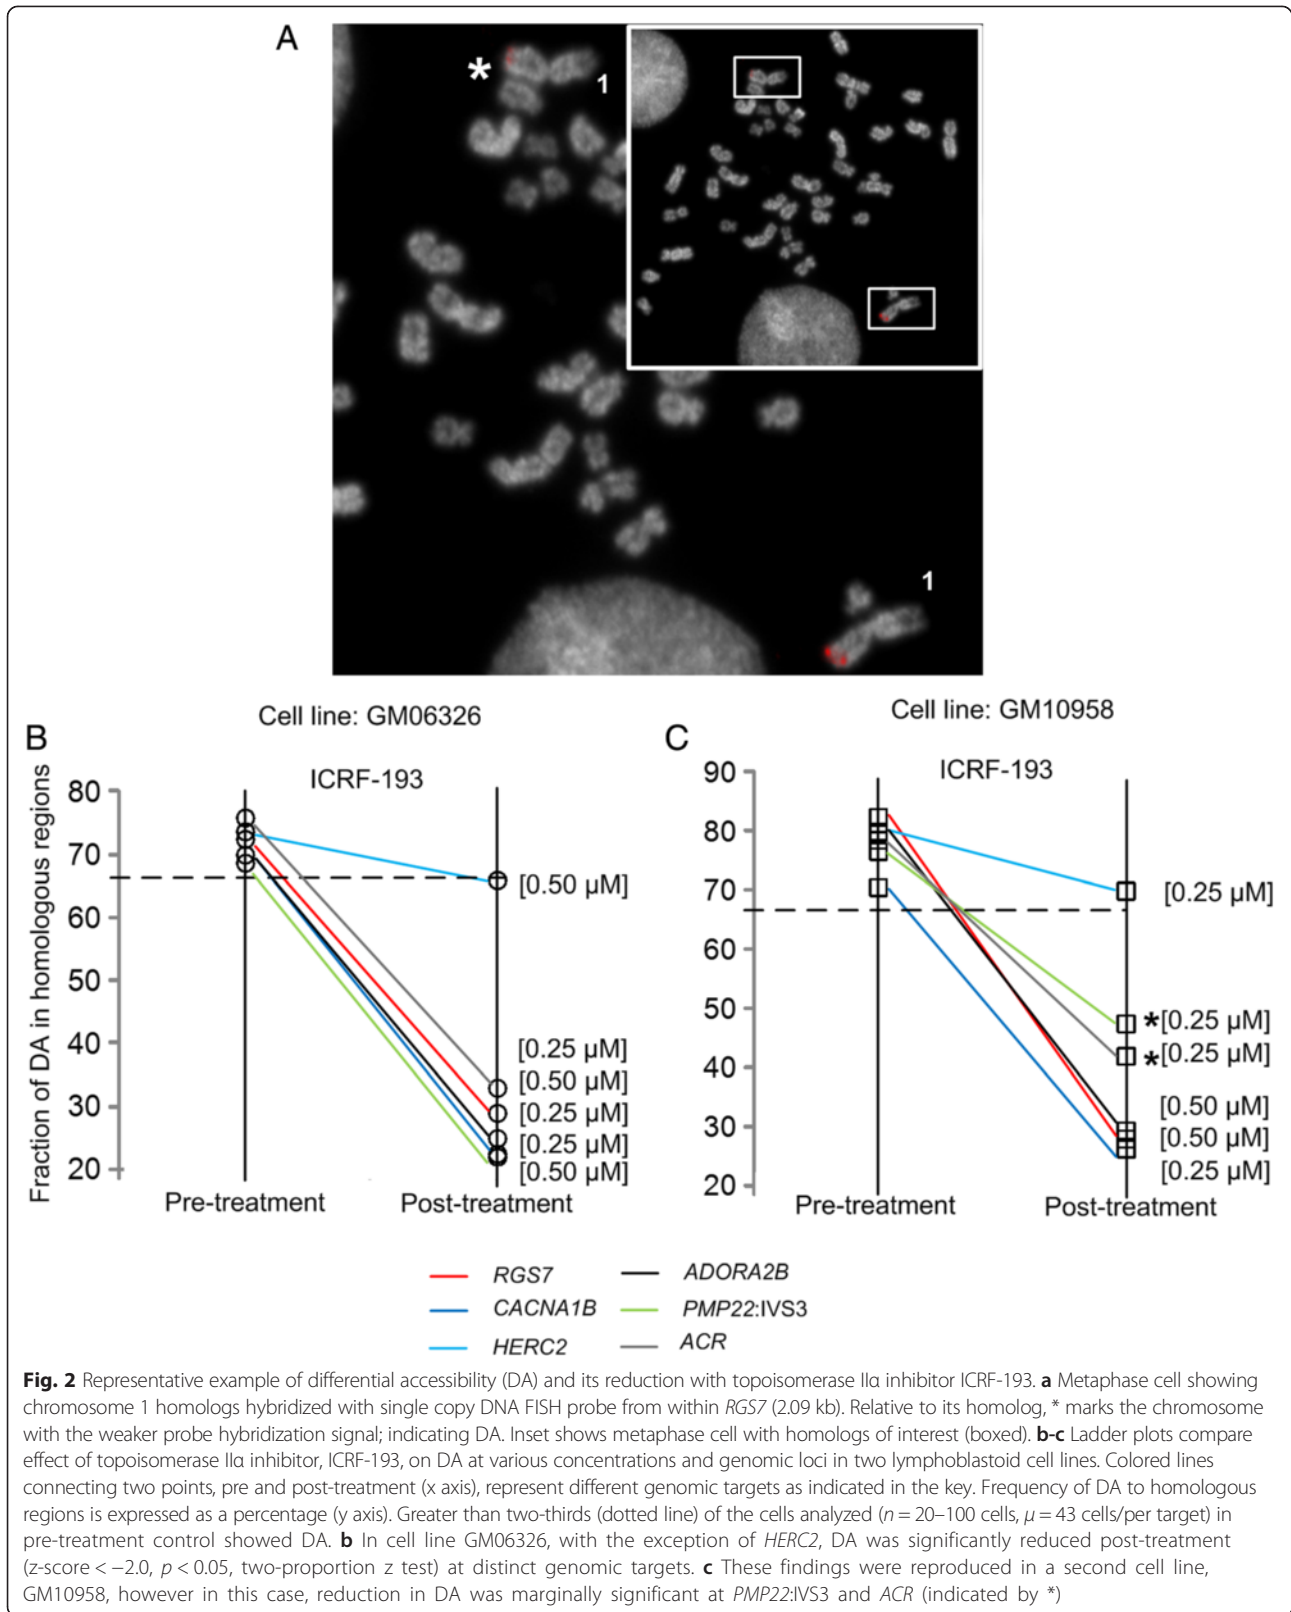 A
*
1
1
Cell line: GM06326
Cell line: GM10958
B
C
ICRF-193
ICRF-193
Fraction of DA in homologous regions
80
70
60
50
40
30
20
90
80
70
60
50
40
30
20
[0.50 µM]
[0.25 µM]
[0.50 µM]
[0.25 µM]
[0.25 µM]
[0.50 µM]
[0.25 µM]
*[0.25 µM]
*[0.25 µM]
[0.50 µM]
[0.50 µM]
[0.25 µM]
Pre-treatment
Post-treatment
Pre-treatment
Post-treatment
RGS7
ADORA2B
CACNA1B
PMP22:IVS3
HERC2
ACR
Fig. 2 Representative example of differential accessibility (DA) and its reduction with topoisomerase IIα inhibitor ICRF-193. a Metaphase cell showing
chromosome 1 homologs hybridized with single copy DNA FISH probe from within RGS7 (2.09 kb). Relative to its homolog, * marks the chromosome
with the weaker probe hybridization signal; indicating DA. Inset shows metaphase cell with homologs of interest (boxed). b-c Ladder plots compare
effect of topoisomerase IIα inhibitor, ICRF-193, on DA at various concentrations and genomic loci in two lymphoblastoid cell lines. Colored lines
connecting two points, pre and post-treatment (x axis), represent different genomic targets as indicated in the key. Frequency of DA to homologous
regions is expressed as a percentage (y axis). Greater than two-thirds (dotted line) of the cells analyzed (n = 20–100 cells, µ = 43 cells/per target) in
pre-treatment control showed DA. b In cell line GM06326, with the exception of HERC2, DA was significantly reduced post-treatment
(z-score < −2.0, p < 0.05, two-proportion z test) at distinct genomic targets. c These findings were reproduced in a second cell line,
GM10958, however in this case, reduction in DA was marginally significant at PMP22:IVS3 and ACR (indicated by *)